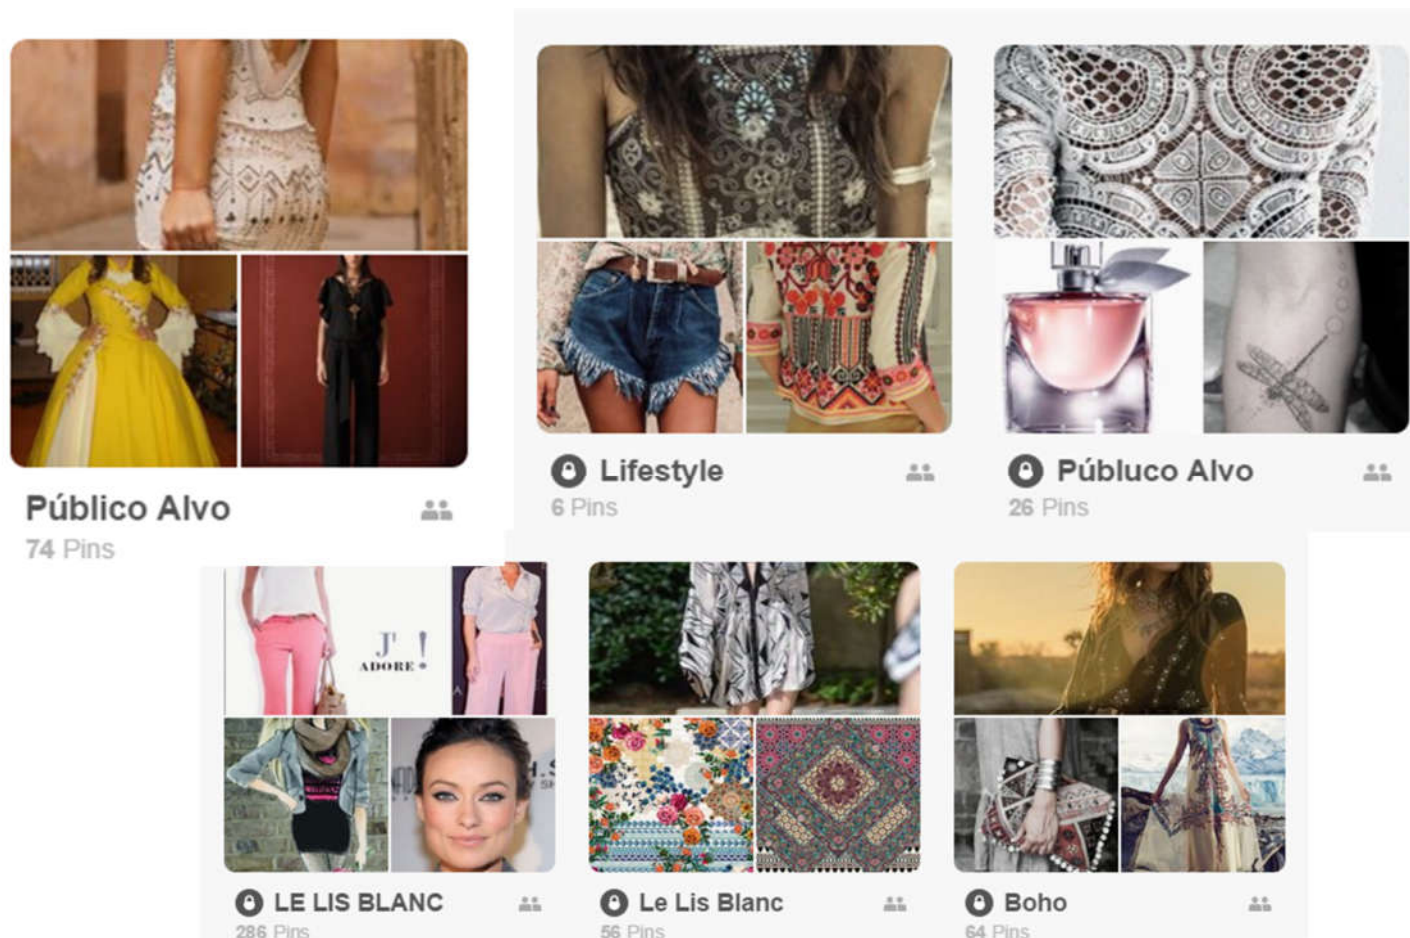 Público Alvo
74 Pins
Lifestyle
6 Pins
Públuco Alvo
26 Pins
J'
ADORE !
LE LIS BLANC
286 Pins
Le Lis Blanc
56 Pins
Boho
64 Pins